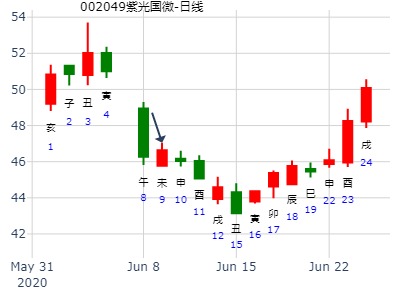 002049紫光国微-日线
54
52
50
48
46
44
42
亥
1
子
2
丑
3
寅
4
午
8
未
9
申
10
酉
11
戌
12
丑
15
寅
16
卯
17
辰
18
巳
19
申
22
酉
23
戌
24
May 31
2020
Jun 8
Jun 15
Jun 22